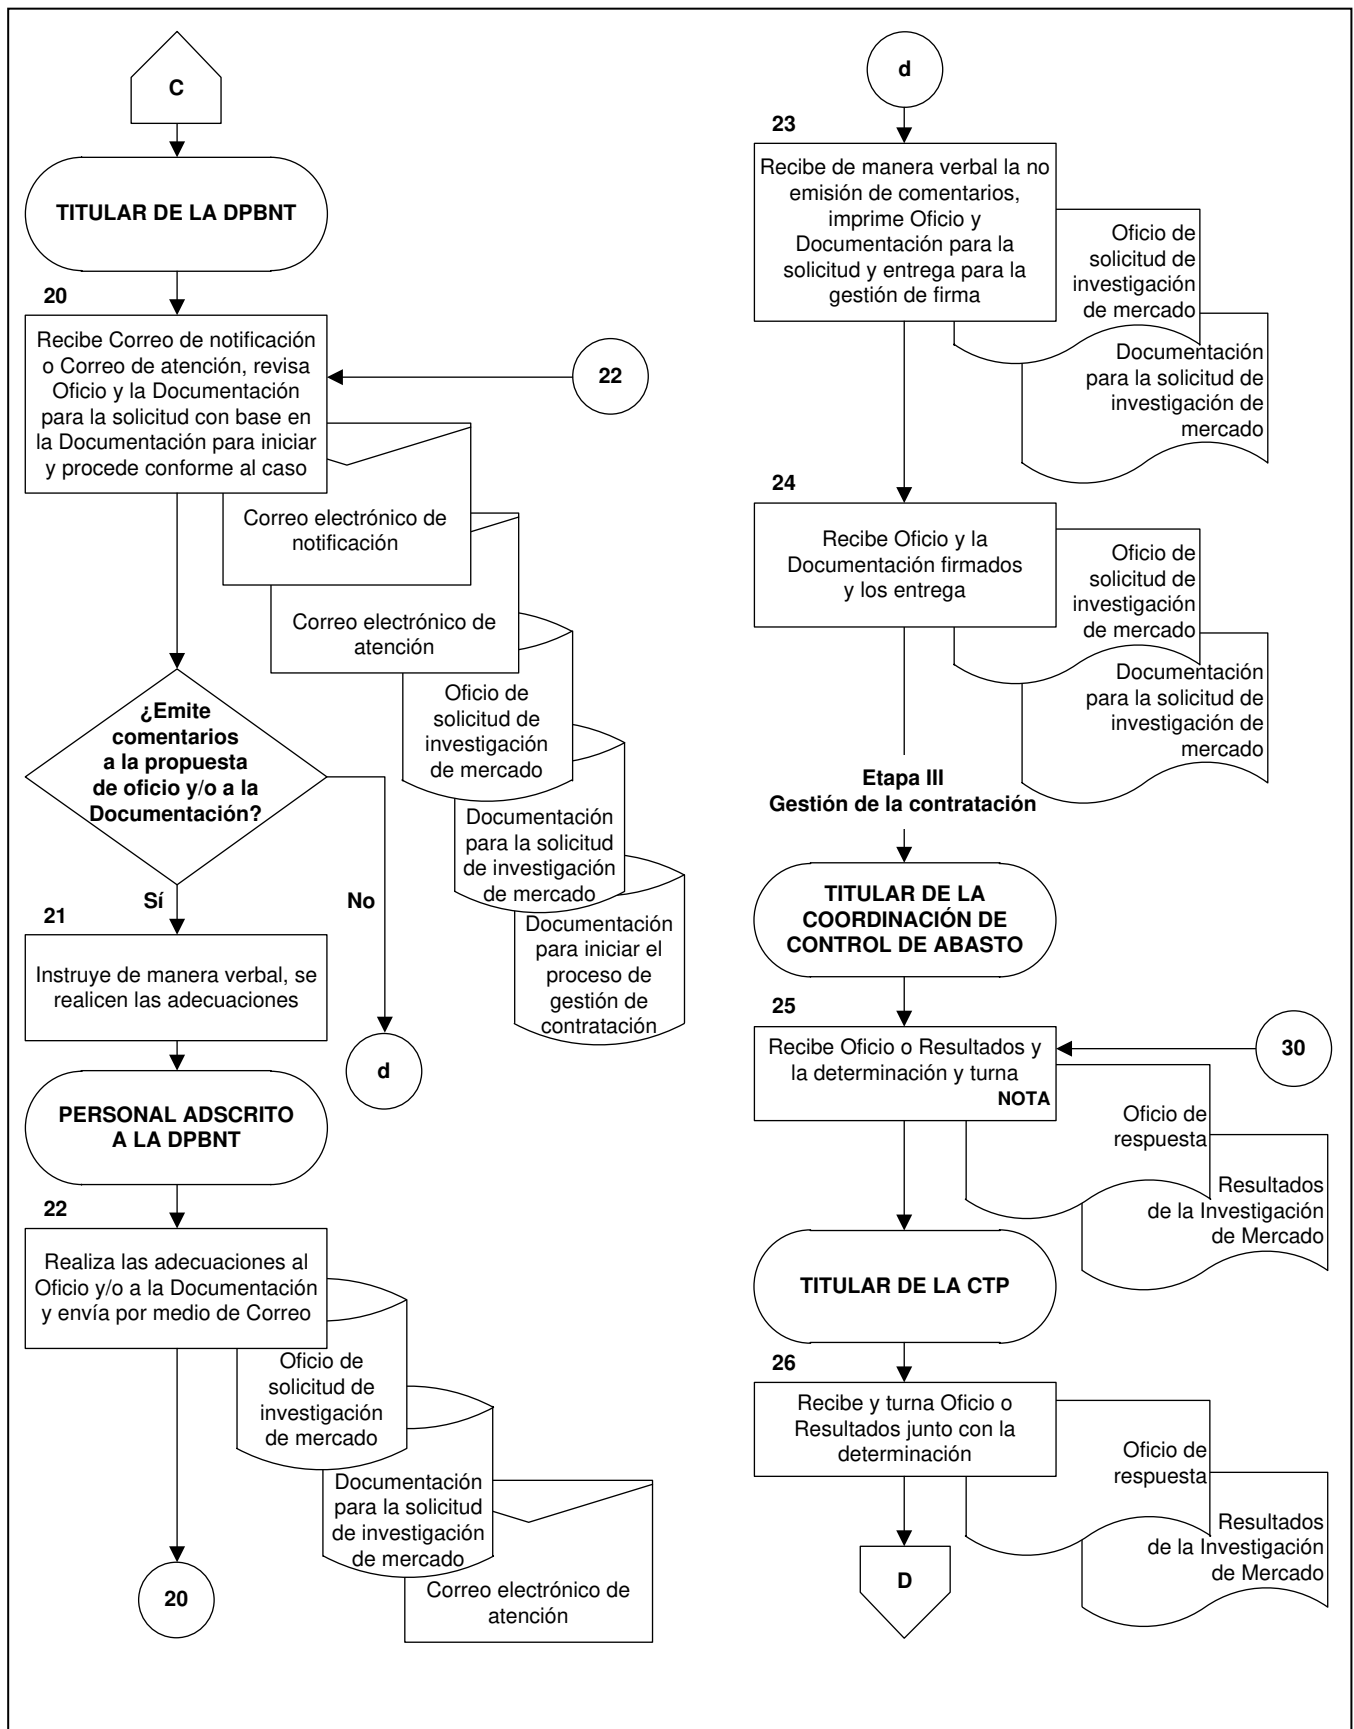 C
TITULAR DE LA DPBNT
20
Recibe Correo de notificación
o Correo de atención, revisa
Oficio y la Documentación
para la solicitud con base en
la Documentación para iniciar
y procede conforme al caso
22
Correo electrónico de
notificación
Correo electrónico de
atención
Oficio de
solicitud de
investigación
de mercado
Documentación
para la solicitud
de investigación
de mercado
Documentación
para iniciar el
proceso de
gestión de
contratación
¿Emite
comentarios
a la propuesta
de oficio y/o a la
Documentación?
Sí
No
21
Instruye de manera verbal, se
realicen las adecuaciones
d
PERSONAL ADSCRITO
A LA DPBNT
22
Realiza las adecuaciones al
Oficio y/o a la Documentación
y envía por medio de Correo
Oficio de
solicitud de
investigación
de mercado
Documentación
para la solicitud
de investigación
de mercado
Correo electrónico de
atención
20
d
23
Recibe de manera verbal la no
emisión de comentarios,
imprime Oficio y
Documentación para la
solicitud y entrega para la
gestión de firma
Oficio de
solicitud de
investigación
de mercado
Documentación
para la solicitud de
investigación de
mercado
24
Recibe Oficio y la
Documentación firmados
y los entrega
Oficio de
solicitud de
investigación
de mercado
Documentación
para la solicitud de
investigación de
mercado
Etapa III
Gestión de la contratación
TITULAR DE LA
COORDINACIÓN DE
CONTROL DE ABASTO
25
Recibe Oficio o Resultados y
la determinación y turna
NOTA
30
Oficio de
respuesta
Resultados
de la Investigación
de Mercado
TITULAR DE LA CTP
26
Recibe y turna Oficio o
Resultados junto con la
determinación
Oficio de
respuesta
Resultados
de la Investigación
de Mercado
D